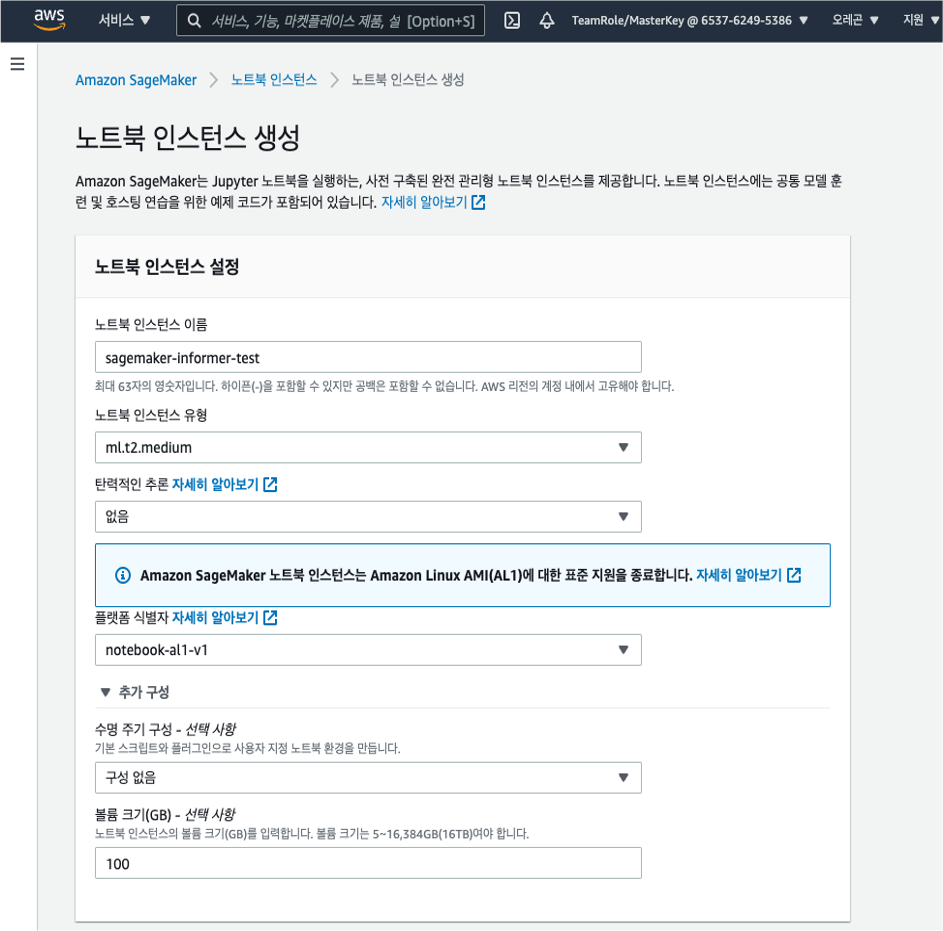 aws 서비스 ▼ 서비스, 기능, 마켓플레이스 제품, 설 [Option+S] TeamRole/MasterKey @ 6537-6249-5386 ▼ 오레곤 ▼ 지원 ▼
Amazon SageMaker > 노트북 인스턴스 > 노트북 인스턴스 생성
노트북 인스턴스 생성
Amazon SageMaker는 Jupyter 노트북을 실행하는, 사전 구축된 완전 관리형 노트북 인스턴스를 제공합니다. 노트북 인스턴스에는 공통 모델 훈
련 및 호스팅 연습을 위한 예제 코드가 포함되어 있습니다. 자세히 알아보기
노트북 인스턴스 설정
노트북 인스턴스 이름
sagemaker-informer-test
최대 63자의 영숫자입니다. 하이픈(-)을 포함할 수 있지만 공백은 포함할 수 없습니다. AWS 리전의 계정 내에서 고유해야 합니다.
노트북 인스턴스 유형
ml.t2.medium
탄력적인 추론 자세히 알아보기
없음
Amazon SageMaker 노트북 인스턴스는 Amazon Linux AMI(AL1)에 대한 표준 지원을 종료합니다. 자세히 알아보기
플랫폼 식별자 자세히 알아보기
notebook-al1-v1
▼ 추가 구성
수명 주기 구성 - 선택 사항
기본 스크립트와 플러그인으로 사용자 지정 노트북 환경을 만듭니다.
구성 없음
볼륨 크기(GB) - 선택 사항
노트북 인스턴스의 볼륨 크기(GB)를 입력합니다. 볼륨 크기는 5~16,384GB(16TB)여야 합니다.
100